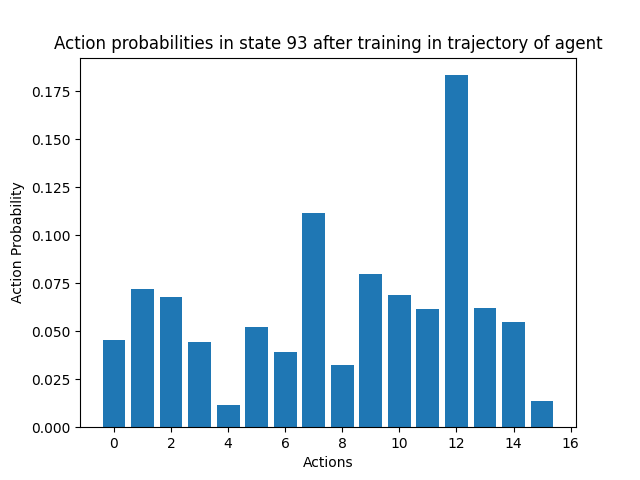 Action probabilities in state 93 after training in trajectory of agent
0.175
0.150
0.125
0.100
0.075
0.050
0.025
0.000
Action Probability
0 2 4 6 8 10 12 14 16
Actions